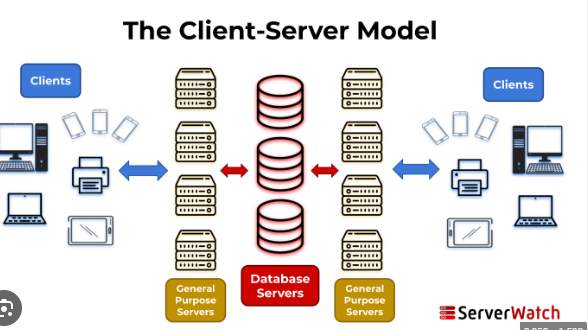 The Client-Server Model
Clients
Clients
General
Purpose
Servers
Database
Servers
General
Purpose
Servers
ServerWatch